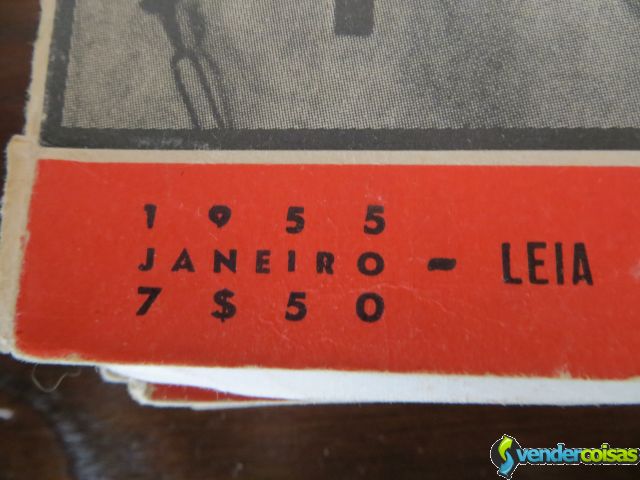 1955
JANEIRO - LEIA
7$50
vendercoisas